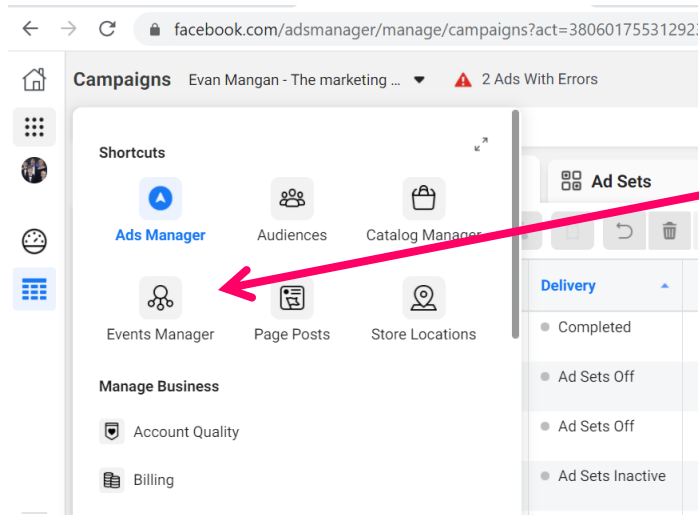 facebook.com/adsmanager/manage/campaigns?act=38060175531292
Campaigns Evan Mangan - The marketing ... 2 Ads With Errors
Shortcuts
Ad Sets
Ads Manager Audiences Catalog Manager
Delivery
Events Manager Page Posts Store Locations
Completed
Manage Business
Ad Sets Off
Account Quality
Ad Sets Off
Billing
Ad Sets Inactive